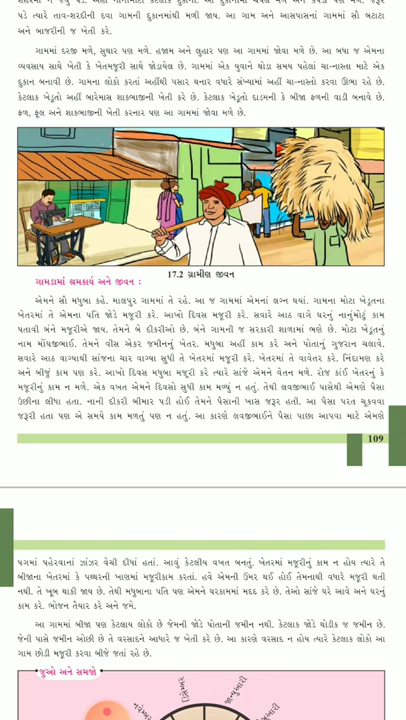 પડે ત્યારે તાવ-શરદીની દવા ગામની દુકાનમાંથી મળી જાય. આ ગામ અને આસપાસનાં ગામમાં સૌ બટાટા
અને બાજરીની જ ખેતી કરે.
ગામમાં દરજી મળે, સુથાર પણ મળે. હજામ અને લુહાર પણ આ ગામમાં જોવા મળે છે. આ બધા જ એમના
વ્યવસાય સાથે ખેતી કે ખેતમજૂરી સાથે જોડાયેલ છે. ગામમાં એક યુવાને થોડા સમય પહેલાં ચા-નાસ્તા માટે એક
દુકાન બનાવી છે. ગામના લોકો કરતાં અહીંથી પસાર થનાર વધારે સંખ્યામાં અહીં ચા-નાસ્તો કરવા ઊભા રહે છે.
કેટલાક ખેડૂતો અહીં બારેમાસ શાકભાજીની ખેતી કરે છે. કેટલાક ખેડૂતો દાડમની કે બીજા ફળની વાડી બનાવે છે.
ફળ, ફૂલ અને શાકભાજીની ખેતી કરનાર પણ આ ગામમાં જોવા મળે છે.
17.2 ગ્રામીણ જીવન
ગામડામાં શ્રમકાર્ય અને જીવન :
એમને સૌ મધુબા કહે. માલપુર ગામમાં તે રહે. આ જ ગામમાં એમનાં લગ્ન થયાં. ગામના મોટા ખેડૂતના
ખેતરમાં તે એમના પતિ જોડે મજૂરી કરે. આખો દિવસ મજૂરી કરે. સવારે આઠ વાગે ઘરનું નાનુંમોટું કામ
પતાવી બંને મજૂરીએ જાય. તેમને બે દીકરીઓ છે. બંને ગામની જ સરકારી શાળામાં ભણે છે. મોટા ખેડૂતનું
નામ મોંઘજીભાઈ. તેમને વીસ એકર જમીનનું ખેતર. મધુબા અહીં કામ કરે અને પોતાનું ગુજરાન ચલાવે.
સવારે આઠ વાગ્યાથી સાંજના ચાર વાગ્યા સુધી તે ખેતરમાં મજૂરી કરે. ખેતરમાં તે વાવેતર કરે. નિંદામણ કરે
અને બીજું કામ પણ કરે. આખો દિવસ મધુબા મજૂરી કરે ત્યારે સાંજે એમને વેતન મળે. રોજ કાંઈ ખેતરનું કે
મજૂરીનું કામ ન મળે. એક વખત એમને દિવસો સુધી કામ મળ્યું ન હતું. તેથી લવજીભાઈ પાસેથી એમણે પૈસા
ઉછીના લીધા હતા. નાની દીકરી બીમાર પડી હોઈ તેમને પૈસાની ખાસ જરૂર હતી. આ પૈસા પરત ચૂકવવા
જરૂરી હતા પણ એ સમયે કામ મળતું પણ ન હતું. આ કારણે લવજીભાઈને પૈસા પાછા આપવા માટે એમણે
109
પગમાં પહેરવાનાં ઝાંઝર વેચી દીધાં હતાં. આવું કેટલીય વખત બનતું. ખેતરમાં મજૂરીનું કામ ન હોય ત્યારે તે
બીજાના ખેતરમાં કે પથ્થરની ખાણમાં મજૂરીકામ કરતાં. હવે એમની ઉંમર થઈ હોઈ તેમનાથી વધારે મજૂરી થતી
નથી. તે ખૂબ થાકી જાય છે. તેથી મધુબાના પતિ પણ એમને ઘરકામમાં મદદ કરે છે. તેઓ સાંજે ઘરે આવે અને ઘરનું
કામ કરે. ભોજન તૈયાર કરે અને જમે.
આ ગામમાં બીજા પણ કેટલાય લોકો છે જેમની જોડે પોતાની જમીન નથી. કેટલાક જોડે થોડીક જ જમીન છે.
જેની પાસે જમીન ઓછી છે તે વરસાદને આધારે જ ખેતી કરે છે. આ કારણે વરસાદ ન હોય ત્યારે કેટલાક લોકો આ
ગામ છોડી મજૂરી કરવા બીજે જતાં રહે છે.
જુઓ અને સમજો
ડિસેમ્બર
જાન્યુઆરી